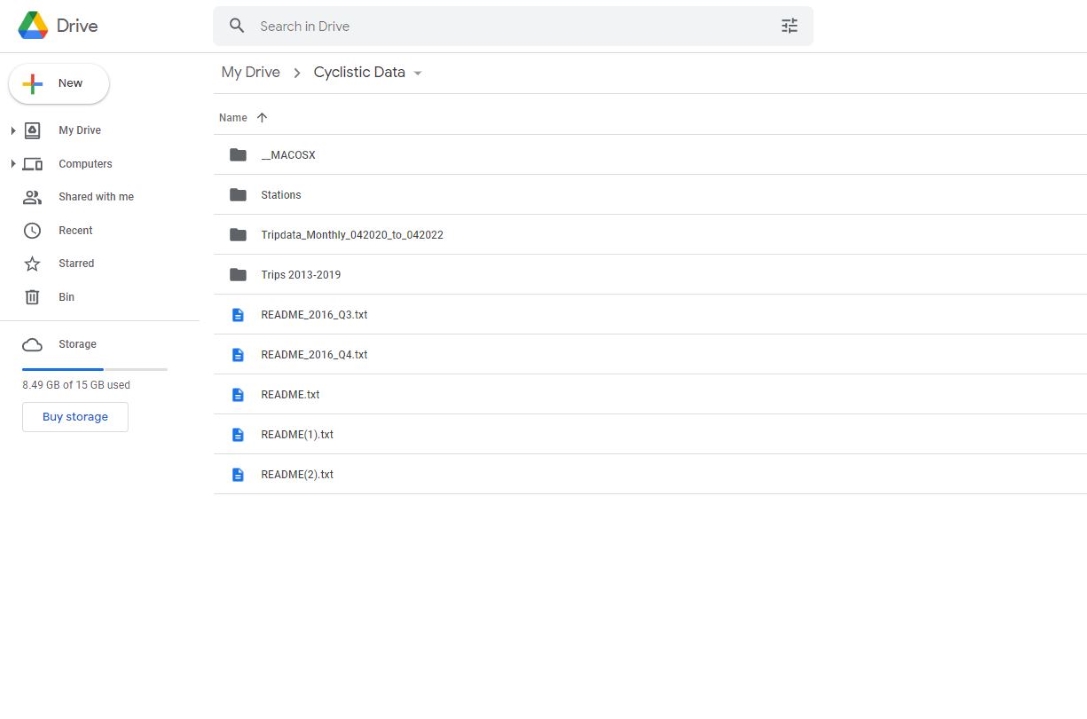 Drive
Search in Drive
New
My Drive
Computers
Shared with me
Recent
Starred
Bin
Storage
8.49 GB of 15 GB used
Buy storage
My Drive > Cyclistic Data
Name
__MACOSX
Stations
Tripdata_Monthly_042020_to_042022
Trips 2013-2019
README_2016_Q3.txt
README_2016_Q4.txt
README.txt
README(1).txt
README(2).txt